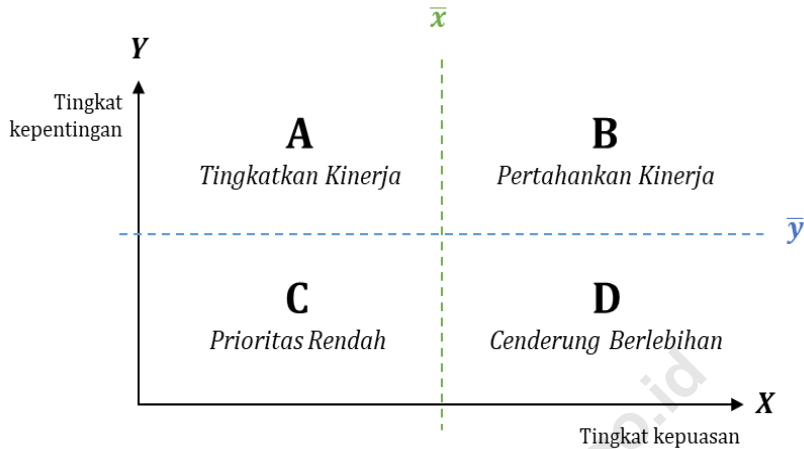 x̅
Y
Tingkat
kepentingan
A
Tingkatkan Kinerja
B
Pertahankan Kinerja
y̅
C
Prioritas Rendah
D
Cenderung Berlebihan
X
Tingkat kepuasan